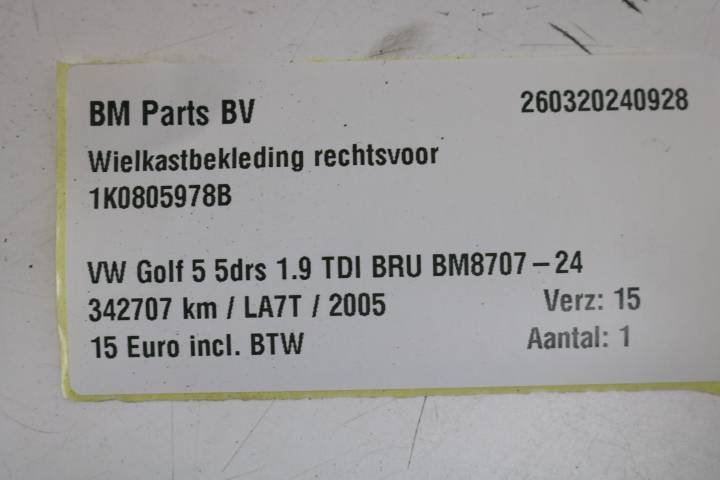 BM Parts BV 260320240928
Wielkastbekleding rechtsvoor
1K0805978B
VW Golf 5 5drs 1.9 TDI BRU BM8707-24
342707 km / LA7T / 2005 Verz: 15
15 Euro incl. BTW Aantal: 1